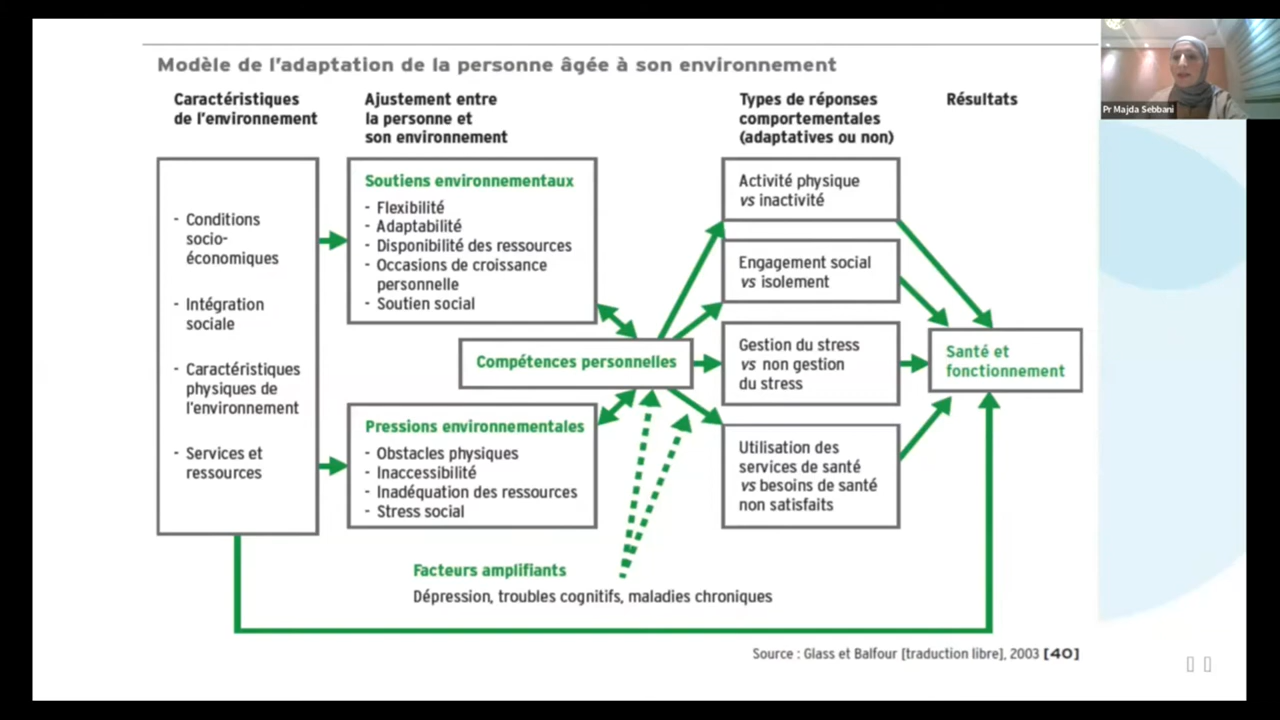 Modèle de l'adaptation de la personne âgée à son environnement
Caractéristiques
de l'environnement
Ajustement entre
la personne et
son environnement
Types de réponses
comportementales
(adaptatives ou non)
Résultats
- Conditions
socio-
économiques
- Intégration
sociale
- Caractéristiques
physiques de
l'environnement
- Services et
ressources
Soutiens environnementaux
- Flexibilité
- Adaptabilité
- Disponibilité des ressources
- Occasions de croissance
personnelle
- Soutien social
Compétences personnelles
Pressions environnementales
- Obstacles physiques
- Inaccessibilité
- Inadéquation des ressources
- Stress social
Facteurs amplifiants
Dépression, troubles cognitifs, maladies chroniques
Activité physique
vs inactivité
Engagement social
vs isolement
Gestion du stress
vs non gestion
du stress
Utilisation des
services de santé
vs besoins de santé
non satisfaits
Santé et
fonctionnement
Source : Glass et Balfour [traduction libre], 2003 [40]
Pr Majda Sebbani